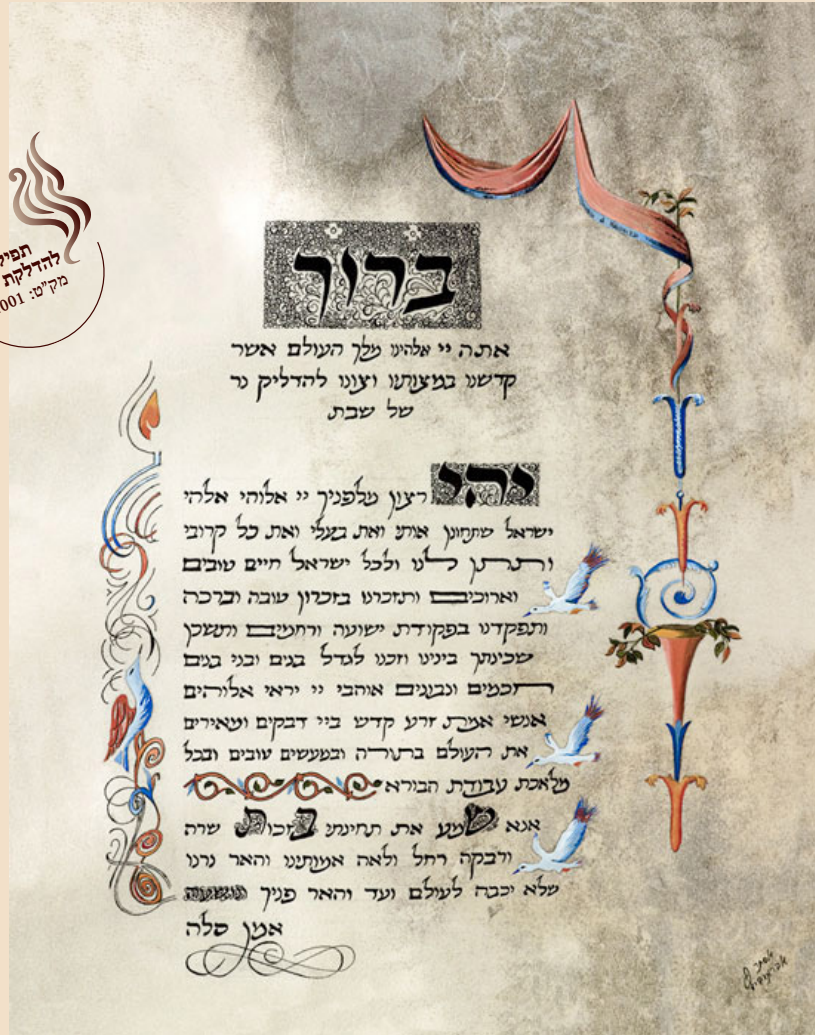 להדלקת
מק"ט: 001
ברוך
אתה יי אלהינו מלך העולם אשר
קדשנו במצותו וצונו להדליק נר
של שבת
יהי רצון מלפניך יי אלוהי אלהי
ישראל שתחונן אותי ואת בעלי ואת כל קרובי
ותתן לנו ולכל ישראל חיים טובים
וארוכים ותזכרנו בזכרון טובה וברכה
ותפקדנו בפקודת ישועה ורחמים ותשכן
שכינתך בינינו וזכנו לגדל בנים ובני בנים
חכמים ונבונים אוהבי יי יראי אלוהים
אנשי אמת זרע קדש ביי דבקים ומאירים
את העולם בתורה ובמעשים טובים ובכל
מלאכת עבודת הבורא
אנא שמע את תחינתי בזכות שרה
ורבקה רחל ולאה אמותינו והאר נרנו
שלא יכבה לעולם ועד והאר פניך ונושעה
אמן סלה